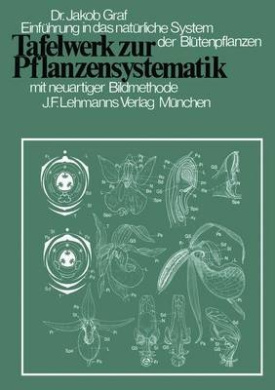 Dr. Jakob Graf
Einführung in das natürliche System
der Blütenpflanzen
Tafelwerk zur
Pflanzensystematik
mit neuartiger Bildmethode
J.F. Lehmanns Verlag München